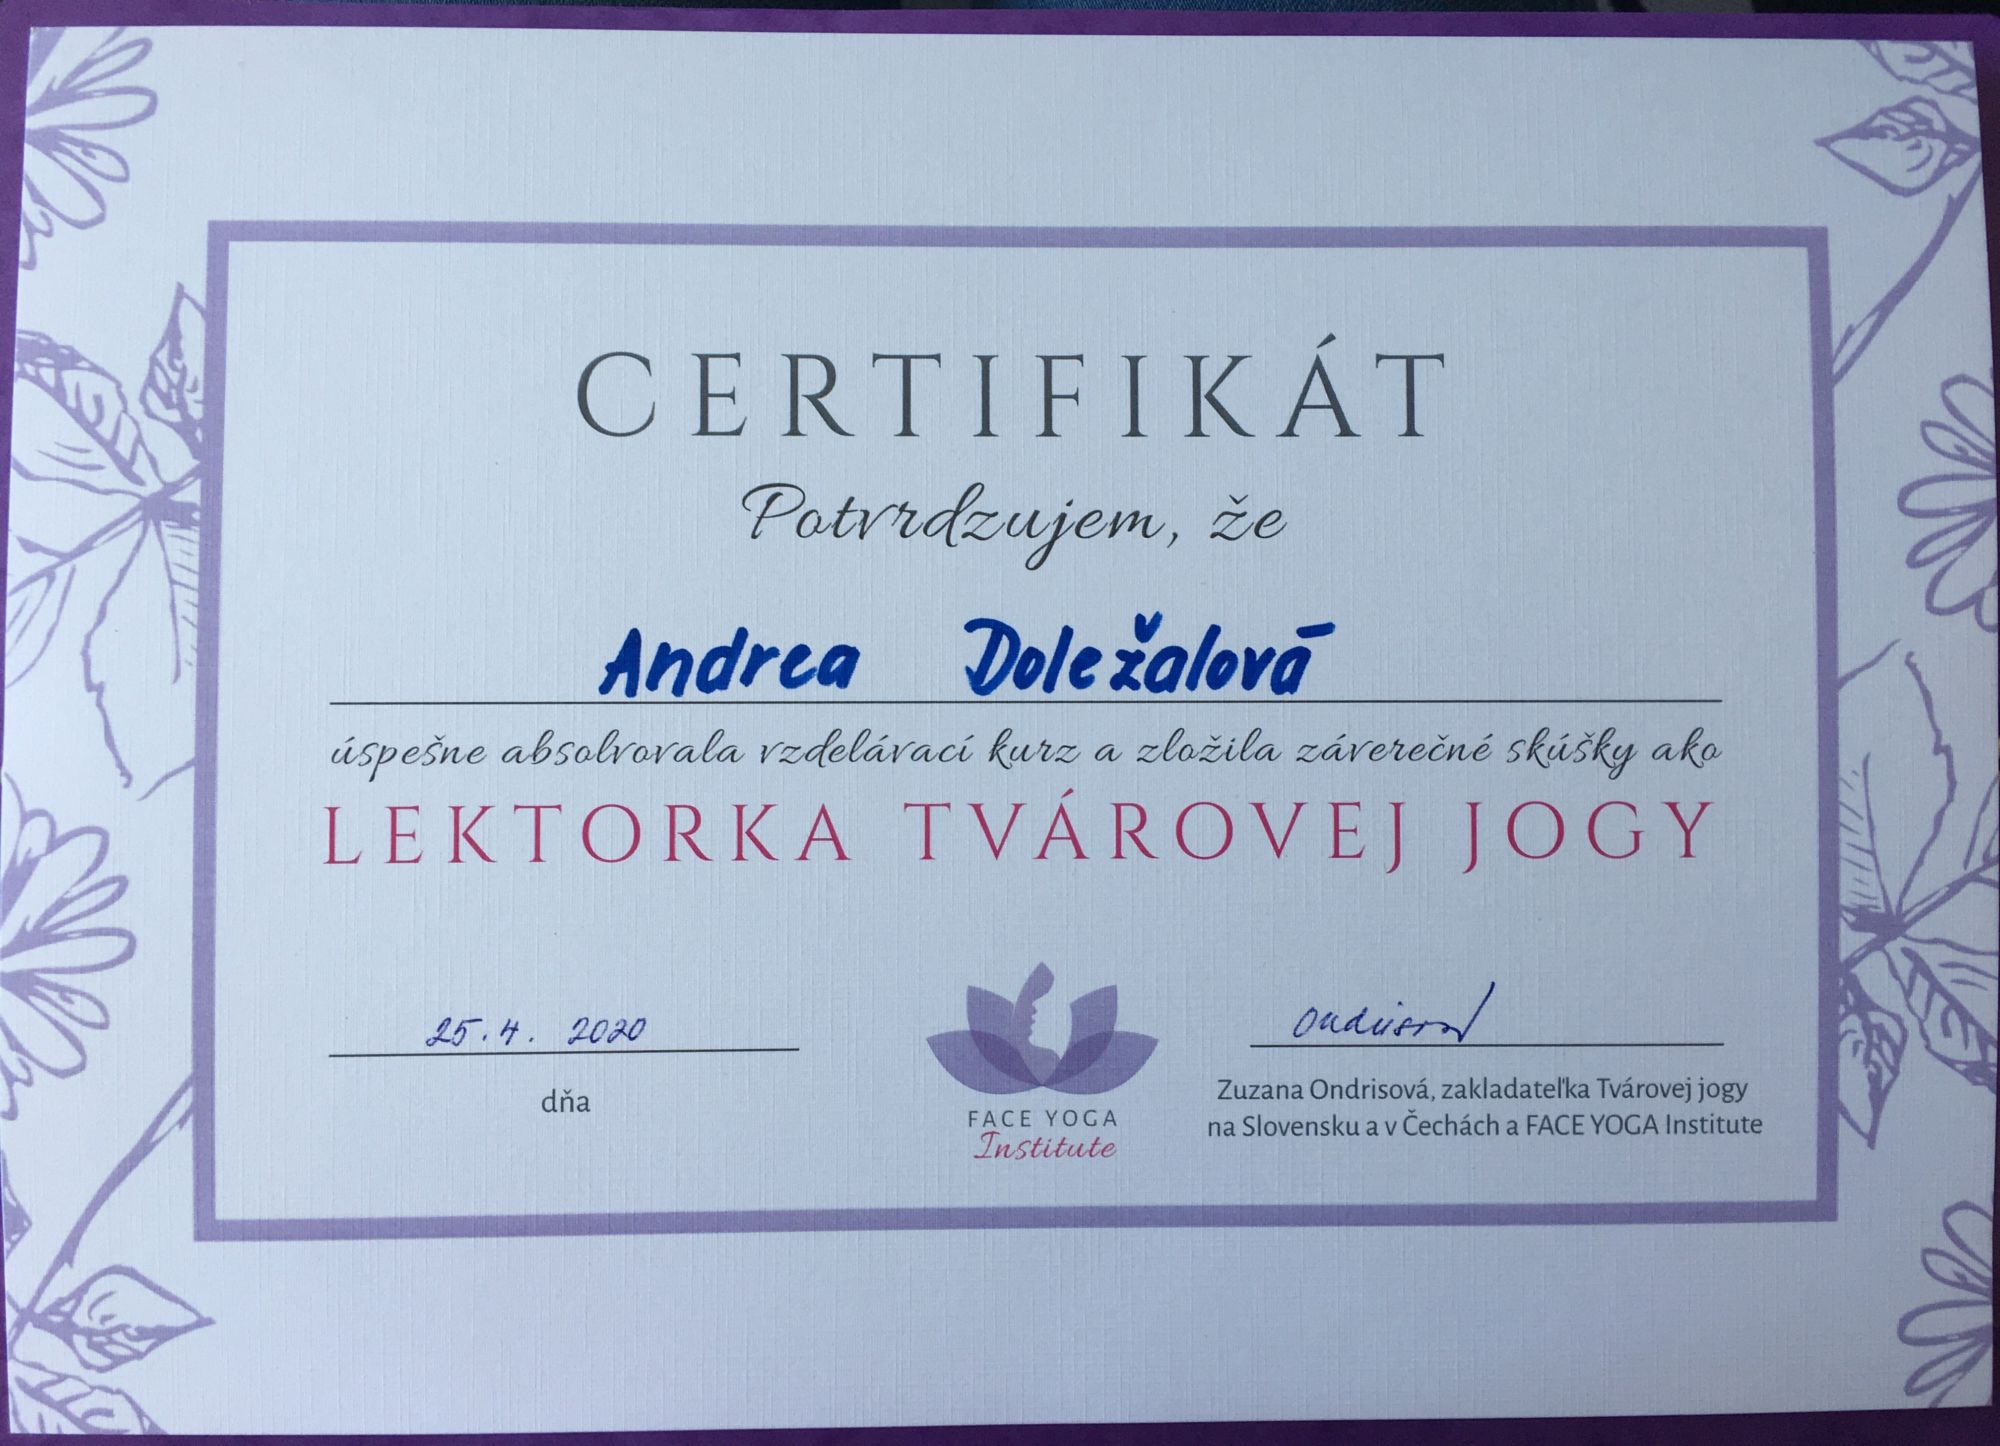 CERTIFIKÁT
Potvrdzujem, že
Andrea Doležalová
úspešne absolvovala vzdelávací kurz a zložila záverečné skúšky ako
LEKTORKA TVÁROVEJ JOGY
25.4. 2020
dňa
FACE YOGA
Institute
Zuzana Ondrisová, zakladateľka Tvárovej jogy
na Slovensku a v Čechách a FACE YOGA Institute